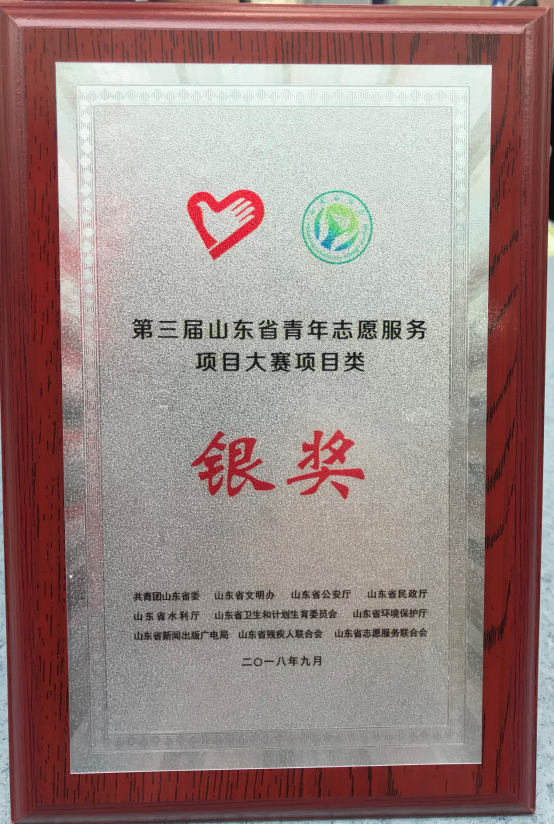 第三届山东省青年志愿服务
项目大赛项目类
银奖
共青团山东省委 山东省文明办 山东省公安厅 山东省民政厅
山东省水利厅 山东省卫生和计划生育委员会 山东省环境保护厅
山东省新闻出版广电局 山东省残疾人联合会 山东省志愿服务联合会
二〇一八年九月